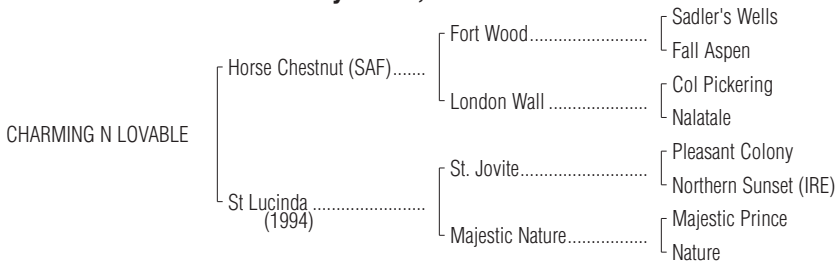 Sadler's Wells
Fort Wood
Fall Aspen
Horse Chestnut (SAF)
Col Pickering
London Wall
Nalatale
CHARMING N LOVABLE
Pleasant Colony
St. Jovite
Northern Sunset (IRE)
St Lucinda
(1994)
Majestic Prince
Majestic Nature
Nature